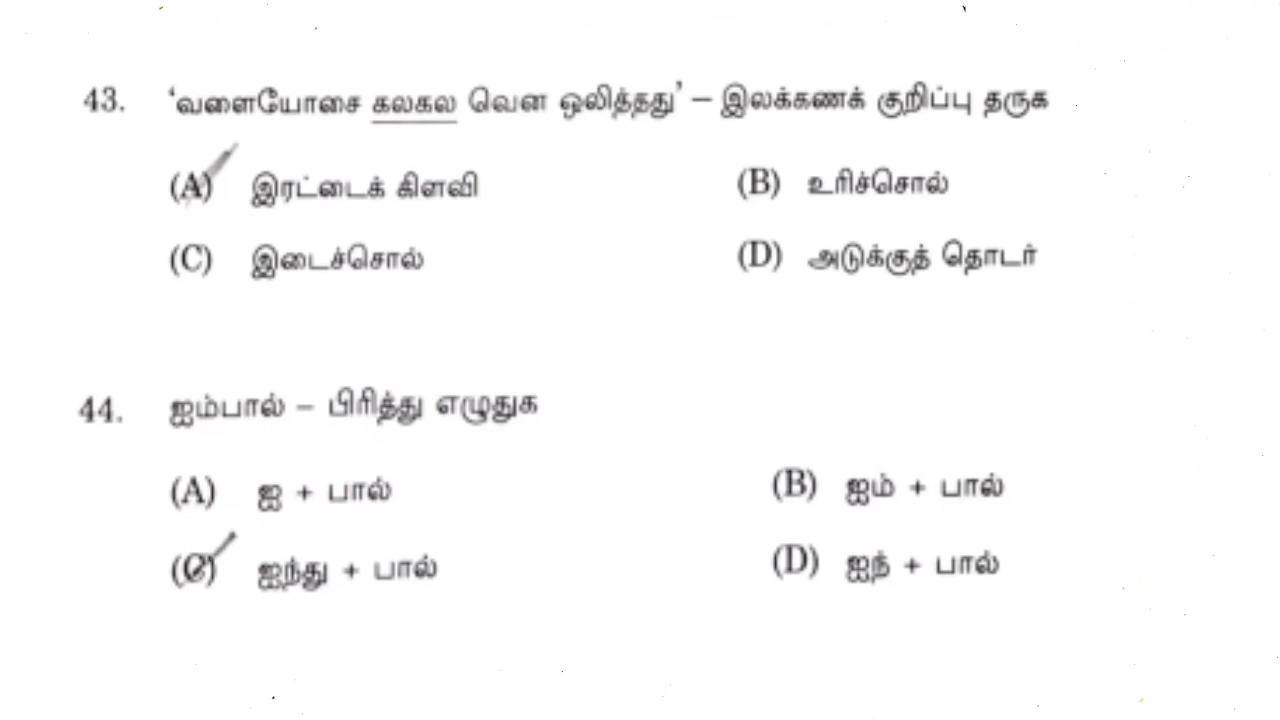 43. 'வளையோசை கலகல வென ஒலித்தது' – இலக்கணக் குறிப்பு தருக
(A) இரட்டைக் கிளவி (B) உரிச்சொல்
(C) இடைச்சொல் (D) அடுக்குத் தொடர்
44. ஐம்பால் – பிரித்து எழுதுக
(A) ஐ + பால் (B) ஐம் + பால்
(C) ஐந்து + பால் (D) ஐந் + பால்